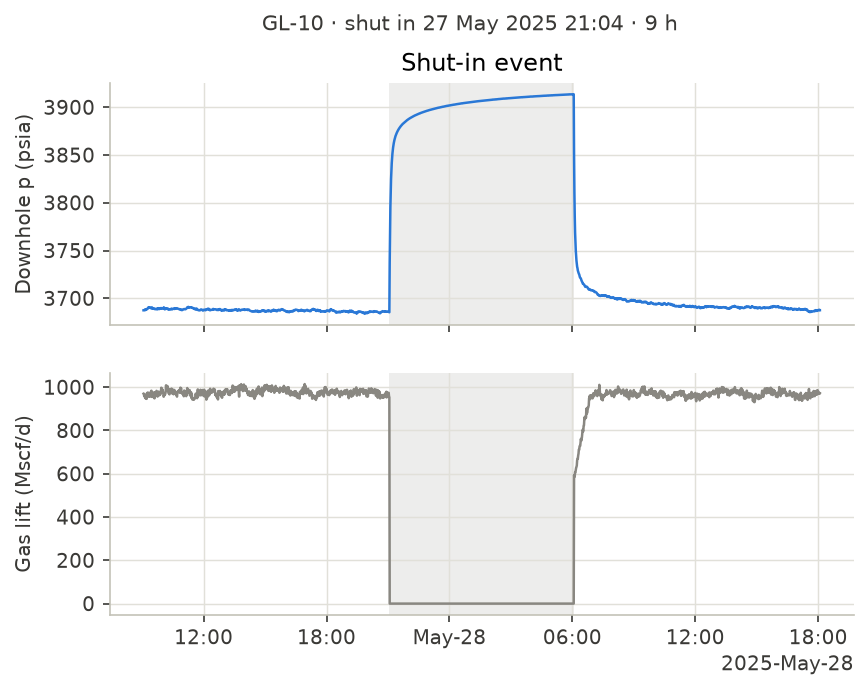 GL-10 · shut in 27 May 2025 21:04 · 9 h
Shut-in event
Downhole p (psia)
3900
3850
3800
3750
3700
Gas lift (Mscf/d)
1000
800
600
400
200
0
12:00 18:00 May-28 06:00 12:00 18:00
2025-May-28